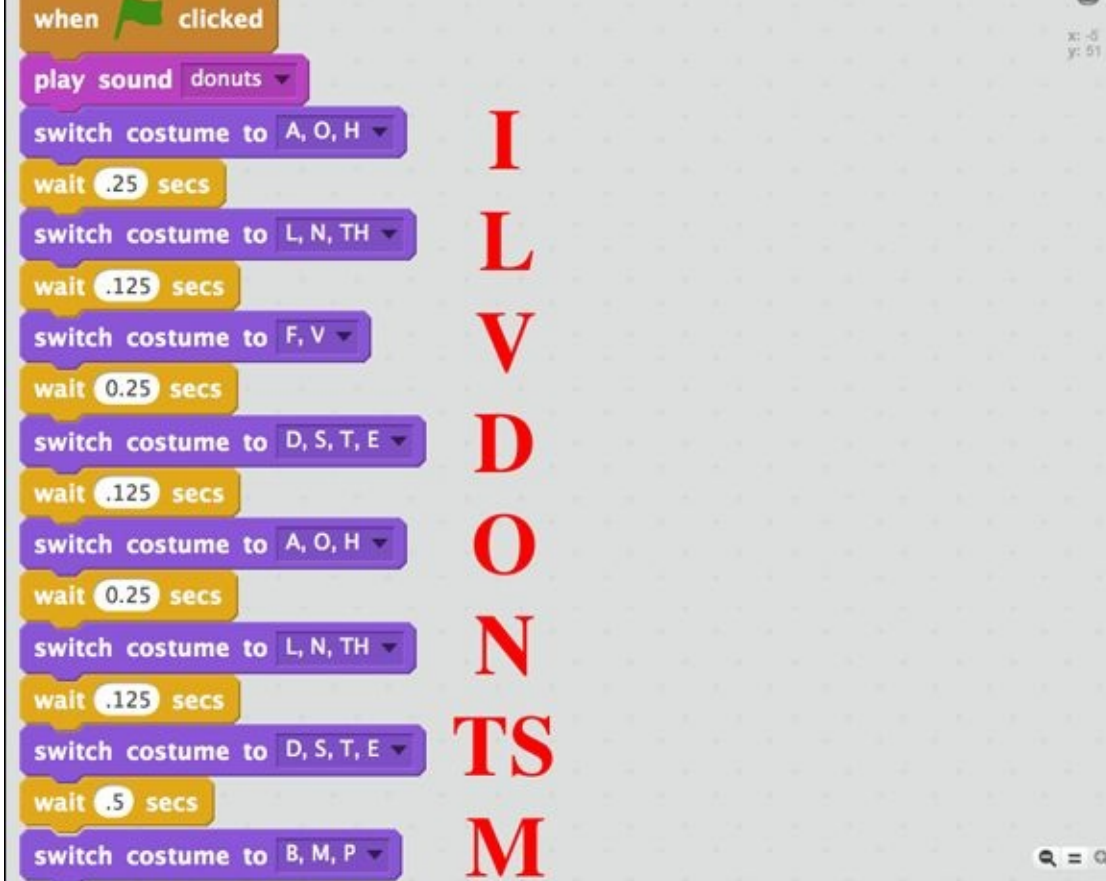 when clicked
x: -5
y: 51
play sound donuts
switch costume to A, O, H
I
wait .25 secs
switch costume to L, N, TH
L
wait .125 secs
switch costume to F, V
V
wait 0.25 secs
switch costume to D, S, T, E
D
wait .125 secs
switch costume to A, O, H
O
wait 0.25 secs
switch costume to L, N, TH
N
wait .125 secs
switch costume to D, S, T, E
TS
wait .5 secs
switch costume to B, M, P
M